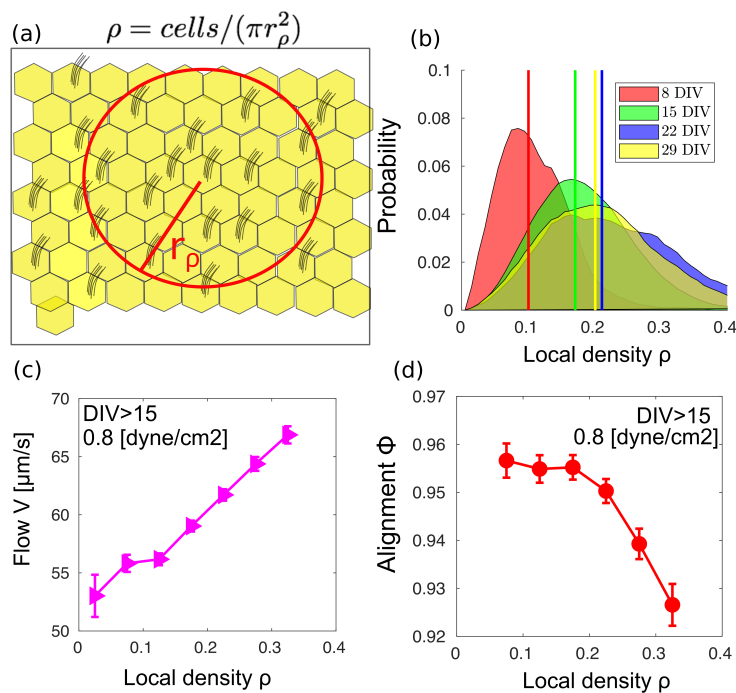 (a)
ρ = cells/(πr_ρ^2)
r_ρ
(b)
0.1
0.08
0.06
0.04
0.02
0
Probability
8 DIV
15 DIV
22 DIV
29 DIV
0
0.1
0.2
0.3
0.4
Local density ρ
(c)
70
65
60
55
50
Flow V [μm/s]
DIV>15
0.8 [dyne/cm2]
0
0.1
0.2
0.3
0.4
Local density ρ
(d)
0.97
0.96
0.95
0.94
0.93
0.92
Alignment Φ
DIV>15
0.8 [dyne/cm2]
0
0.1
0.2
0.3
0.4
Local density ρ